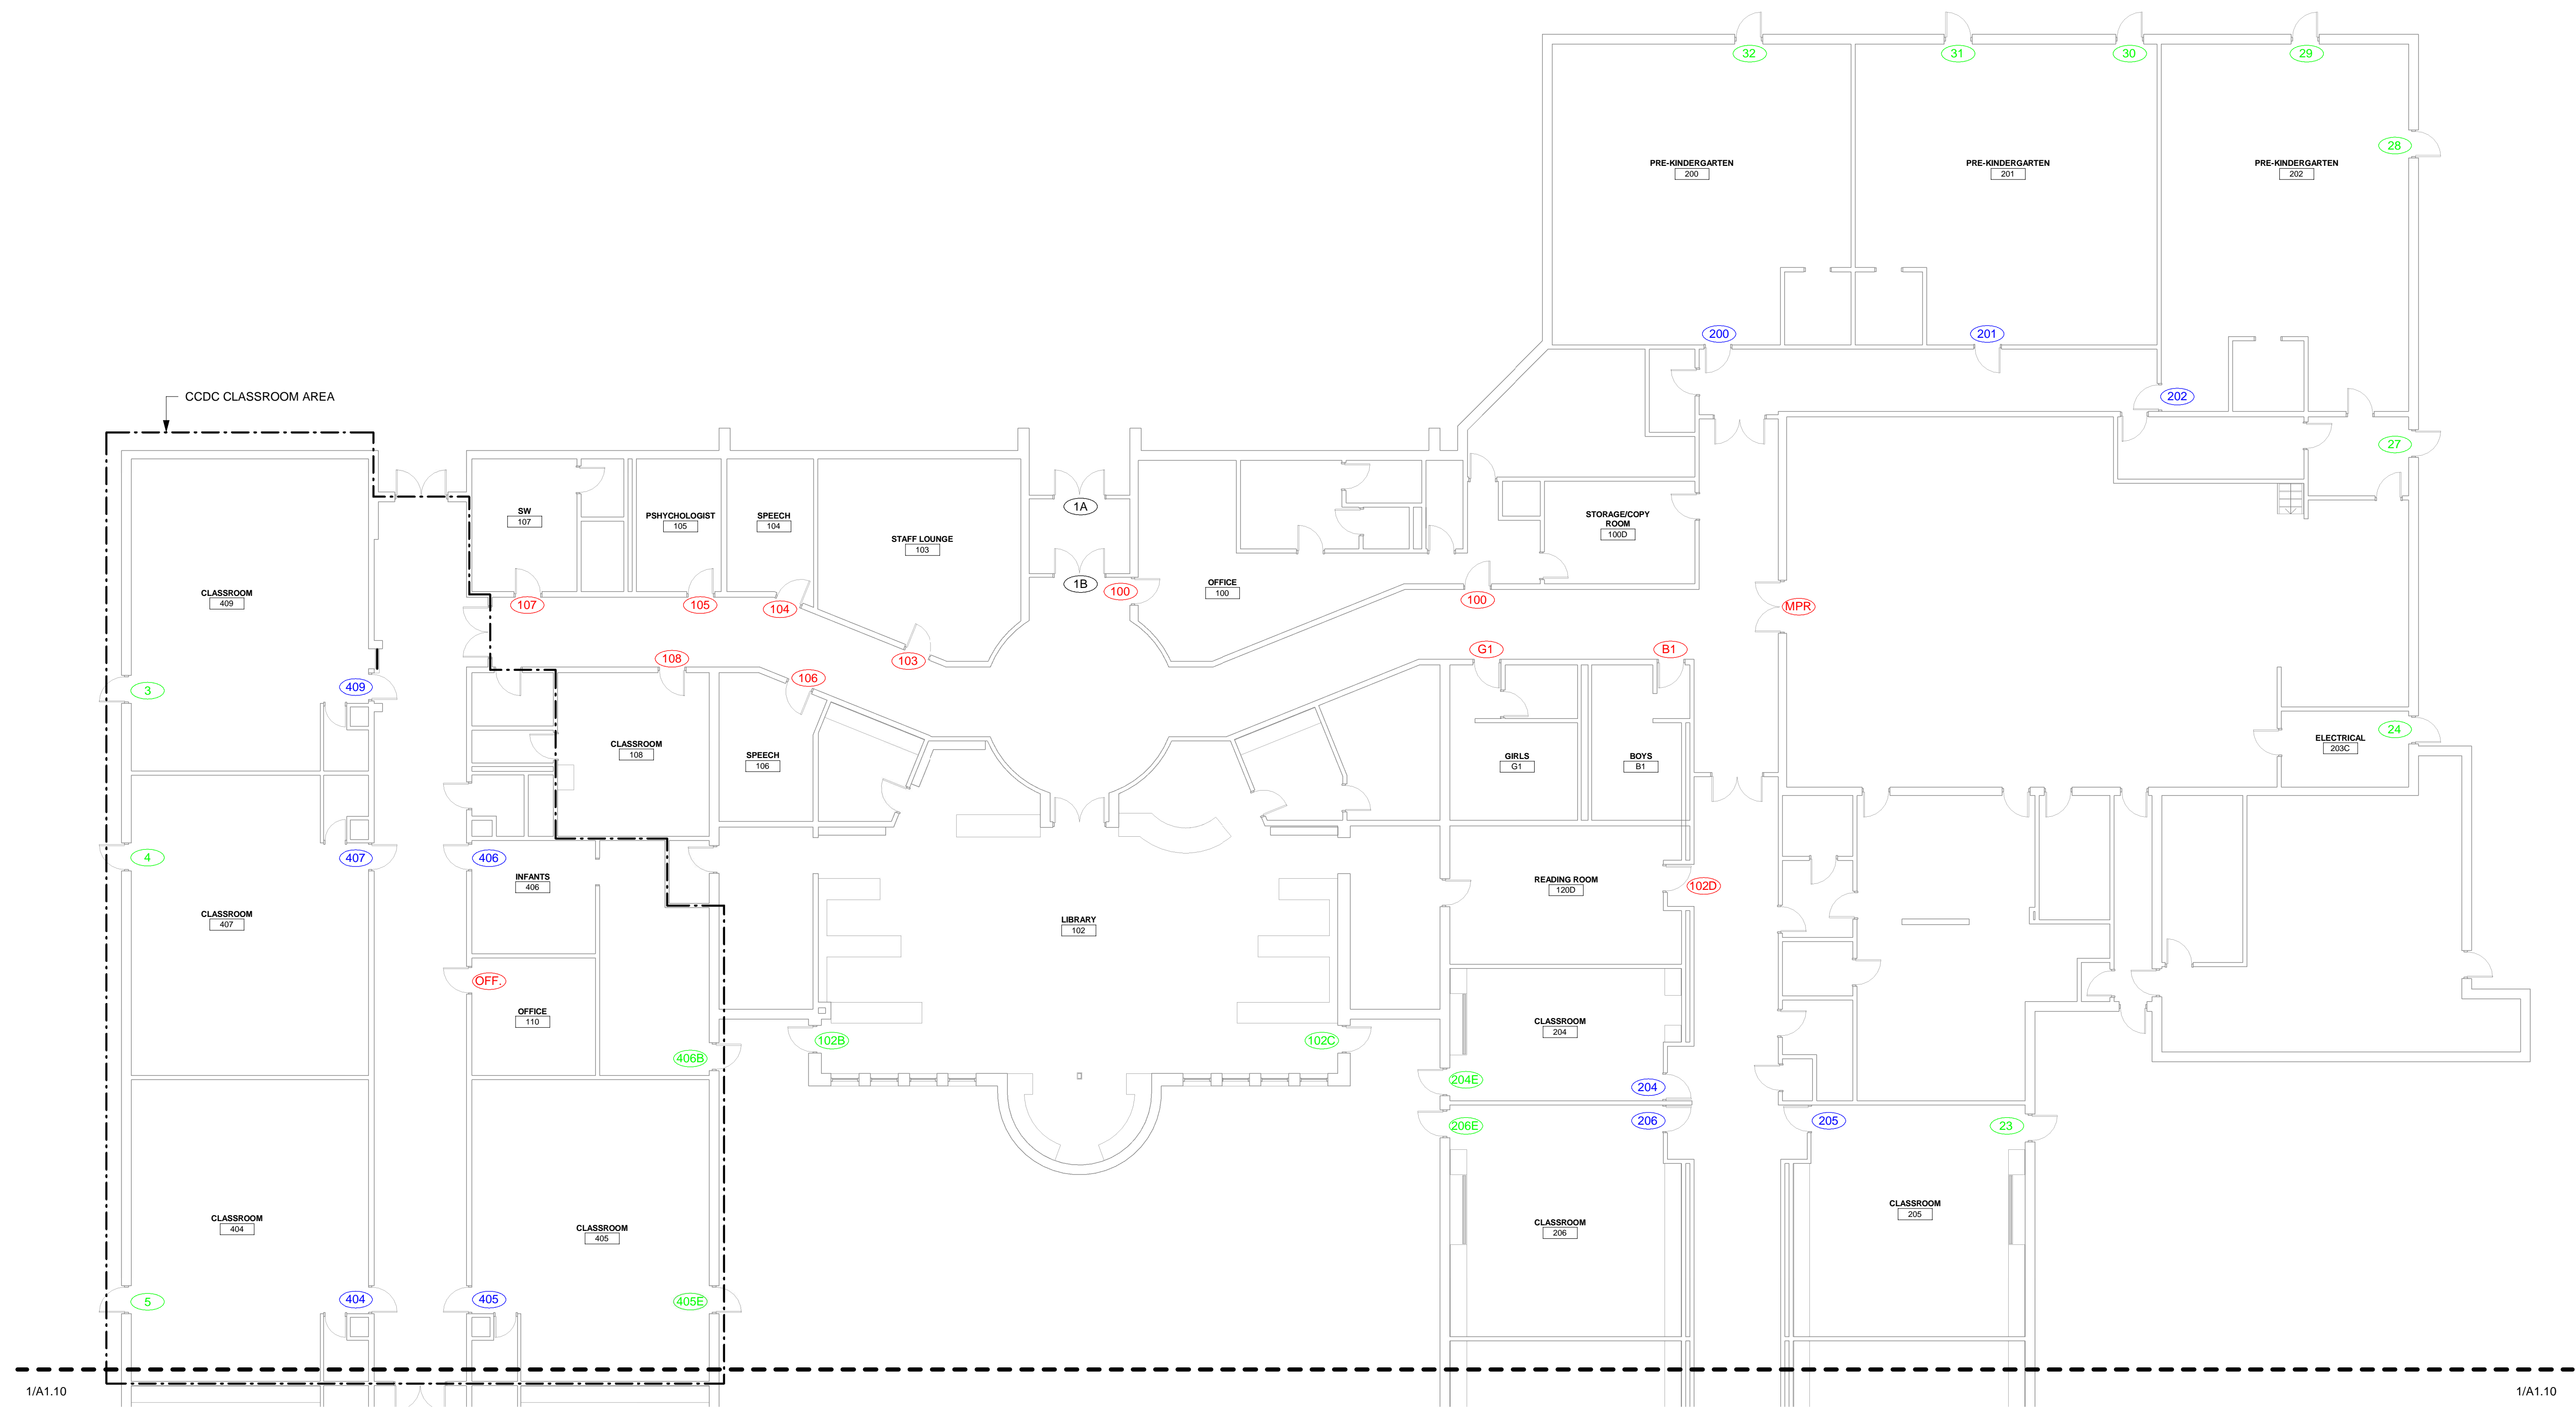 32
31
30
29
28
PRE-KINDERGARTEN
200
PRE-KINDERGARTEN
201
PRE-KINDERGARTEN
202
200
201
202
CCDC CLASSROOM AREA
27
1A
SW
107
PSHYCHOLOGIST
105
SPEECH
104
STAFF LOUNGE
103
STORAGE/COPY
ROOM
100D
1B
OFFICE
100
100
CLASSROOM
409
107
105
104
100
MPR
103
108
106
G1
B1
3
409
24
CLASSROOM
108
SPEECH
106
GIRLS
G1
BOYS
B1
ELECTRICAL
203C
4
407
406
INFANTS
406
READING ROOM
120D
102D
CLASSROOM
407
LIBRARY
102
OFF.
OFFICE
110
CLASSROOM
204
406B
102B
102C
204E
204
206E
206
205
23
CLASSROOM
404
CLASSROOM
405
CLASSROOM
206
CLASSROOM
205
5
404
405
405E
1/A1.10
1/A1.10